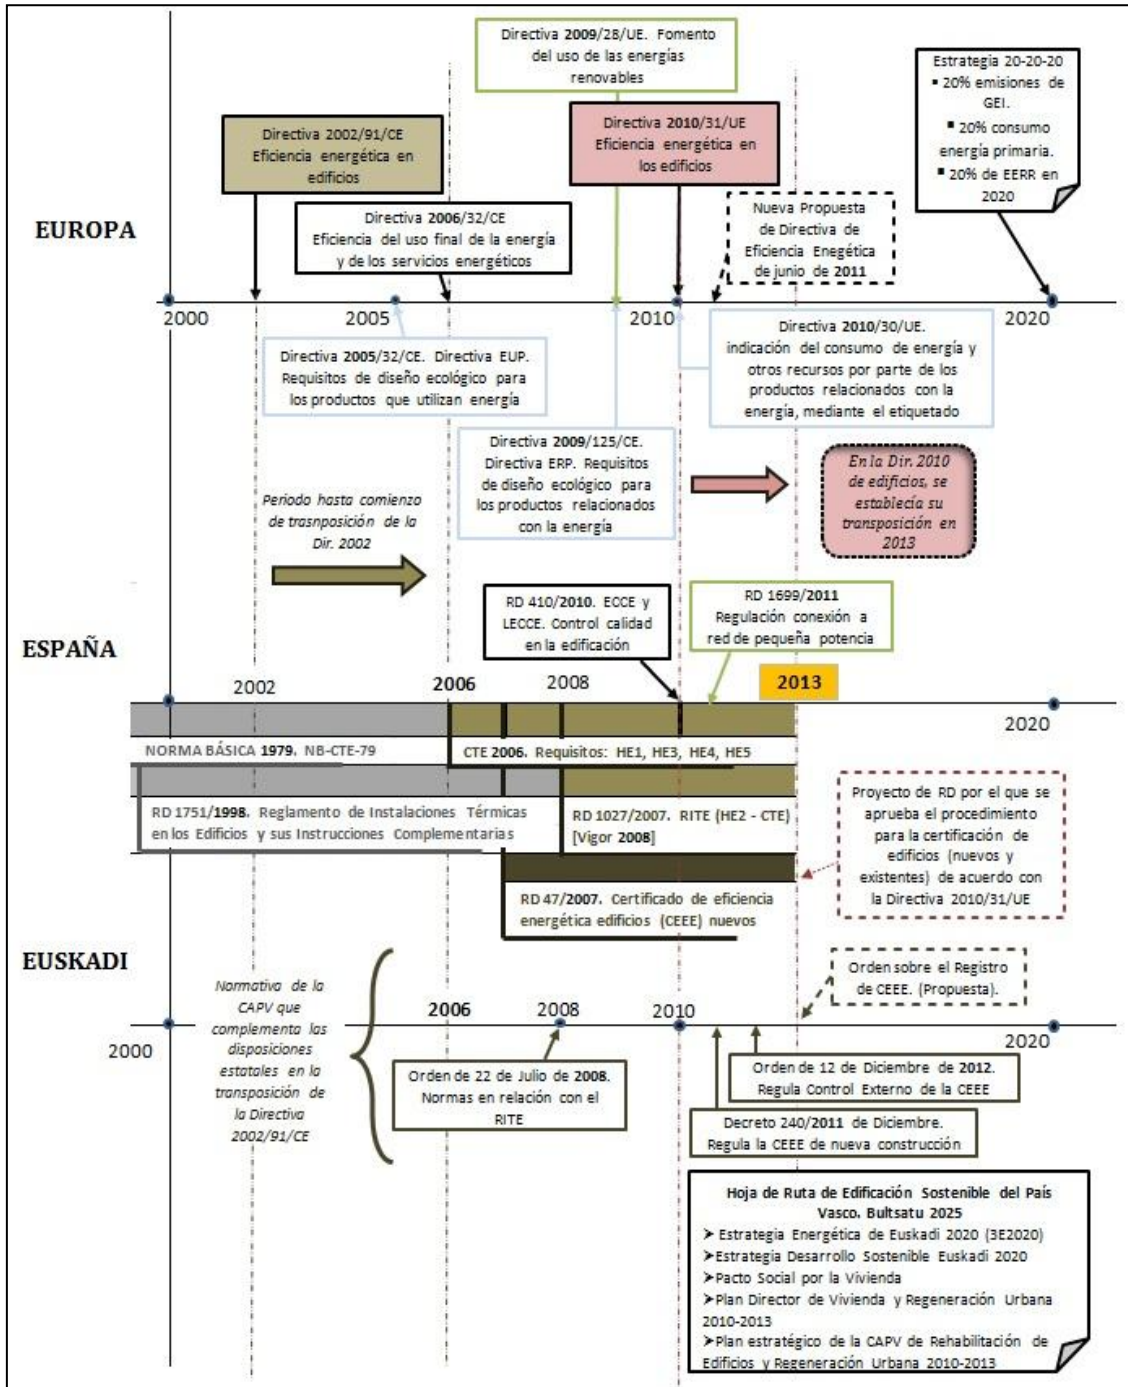 Directiva 2009/28/UE. Fomento
del uso de las energías
renovables
Estrategia 20-20-20
▪ 20% emisiones de
GEI.
▪ 20% consumo
energía primaria.
▪ 20% de EERR en
2020
Directiva 2002/91/CE
Eficiencia energética en
edificios
Directiva 2010/31/UE
Eficiencia energética en
los edificios
Directiva 2006/32/CE
Eficiencia del uso final de la energía
y de los servicios energéticos
Nueva Propuesta
de Directiva de
Eficiencia Enegética
de junio de 2011
EUROPA
2000
2005
2010
2020
Directiva 2005/32/CE. Directiva EUP.
Requisitos de diseño ecológico para
los productos que utilizan energía
Directiva 2010/30/UE.
indicación del consumo de energía y
otros recursos por parte de los
productos relacionados con la
energía, mediante el etiquetado
Directiva 2009/125/CE.
Directiva ERP. Requisitos
de diseño ecológico para
los productos relacionados
con la energía
En la Dir. 2010
de edificios, se
establecía su
transposición en
2013
Periodo hasta comienzo
de trasnposición de la
Dir. 2002
RD 410/2010. ECCE y
LECCE. Control calidad
en la edificación
RD 1699/2011
Regulación conexión a
red de pequeña potencia
ESPAÑA
2002
2006
2008
2013
2020
NORMA BÁSICA 1979. NB-CTE-79
CTE 2006. Requisitos: HE1, HE3, HE4, HE5
RD 1751/1998. Reglamento de Instalaciones Térmicas
en los Edificios y sus Instrucciones Complementarias
RD 1027/2007. RITE (HE2 - CTE)
[Vigor 2008]
Proyecto de RD por el que se
aprueba el procedimiento
para la certificación de
edificios (nuevos y
existentes) de acuerdo con
la Directiva 2010/31/UE
RD 47/2007. Certificado de eficiencia
energética edificios (CEEE) nuevos
EUSKADI
Normativa de la
CAPV que
complementa las
disposiciones
estatales en la
transposición de
la Directiva
2002/91/CE
Orden sobre el Registro
de CEEE. (Propuesta).
2000
2006
2008
2010
2020
Orden de 22 de Julio de 2008.
Normas en relación con el
RITE
Orden de 12 de Diciembre de 2012.
Regula Control Externo de la CEEE
Decreto 240/2011 de Diciembre.
Regula la CEEE de nueva construcción
Hoja de Ruta de Edificación Sostenible del País
Vasco. Bultsatu 2025
➤ Estrategia Energética de Euskadi 2020 (3E2020)
➤Estrategia Desarrollo Sostenible Euskadi 2020
➤Pacto Social por la Vivienda
➤Plan Director de Vivienda y Regeneración Urbana
2010-2013
➤Plan estratégico de la CAPV de Rehabilitación de
Edificios y Regeneración Urbana 2010-2013